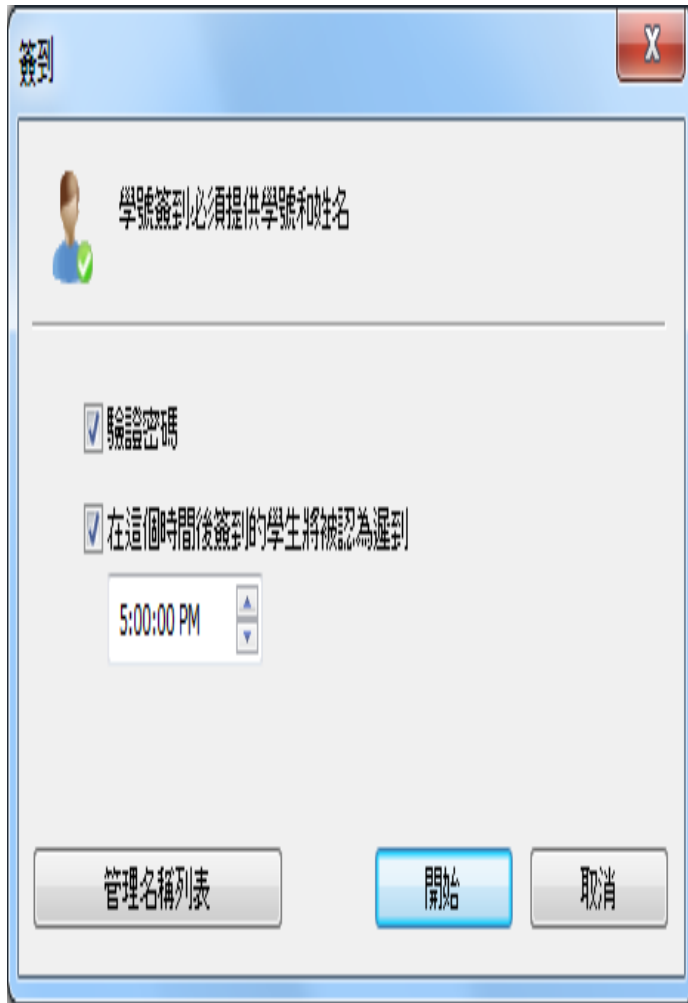 簽到
X
學號簽到必須提供學號和姓名
驗證密碼
在這個時間後簽到的學生將被認為遲到
5:00:00 PM
管理名稱列表
開始
取消